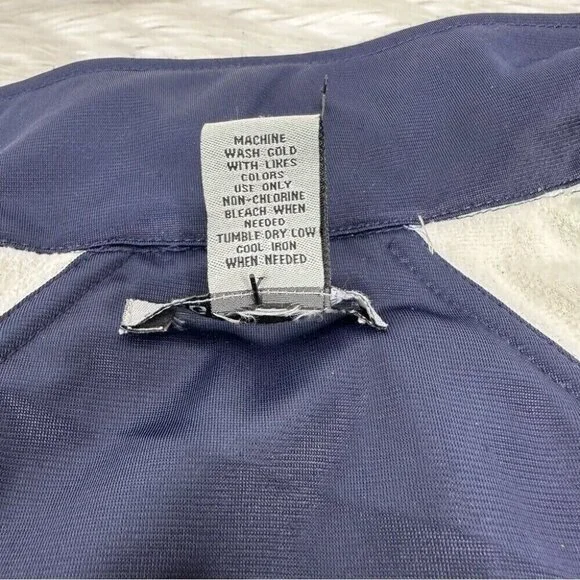 MACHINE
WASH COLD
WITH LIKES
COLORS
USE ONLY
NON-CHLORINE
BLEACH WHEN
NEEDED
TUMBLE DRY LOW
COOL IRON
WHEN NEEDED